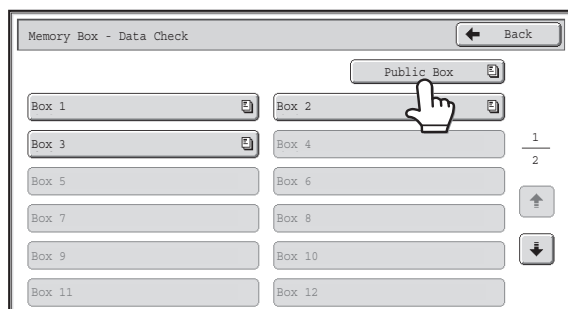 Memory Box - Data Check
Back
Public Box
Box 1
Box 2
Box 3
Box 4
1
2
Box 5
Box 6
Box 7
Box 8
Box 9
Box 10
Box 11
Box 12